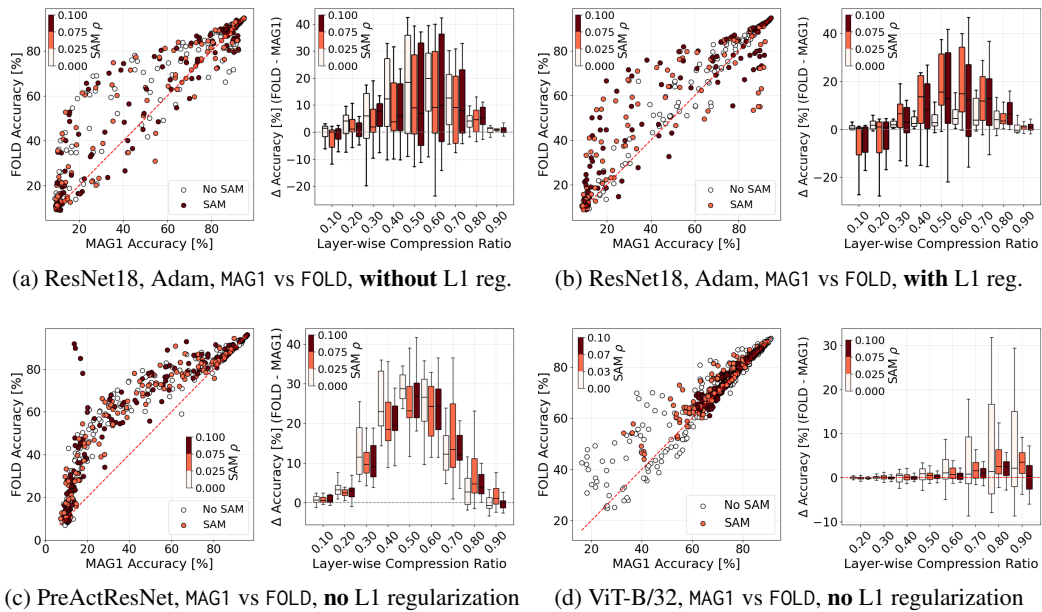 FOLD Accuracy [%]
80
60
40
20
0.100
0.075
0.025
0.000
SAM ρ
No SAM
SAM
20 40 60 80
MAG1 Accuracy [%]
Δ Accuracy [%] (FOLD - MAG1)
40
30
20
10
0
−10
−20
0.100
0.075
0.025
0.000
SAM ρ
0.10 0.20 0.30 0.40 0.50 0.60 0.70 0.80 0.90
Layer-wise Compression Ratio
(a) ResNet18, Adam, MAG1 vs FOLD, without L1 reg.
FOLD Accuracy [%]
80
60
40
20
0.100
0.075
0.025
0.000
SAM ρ
No SAM
SAM
20 40 60 80
MAG1 Accuracy [%]
Δ Accuracy [%] (FOLD - MAG1)
40
20
0
−20
0.100
0.075
0.025
0.000
SAM ρ
0.10 0.20 0.30 0.40 0.50 0.60 0.70 0.80 0.90
Layer-wise Compression Ratio
(b) ResNet18, Adam, MAG1 vs FOLD, with L1 reg.
FOLD Accuracy [%]
80
60
40
20
0
0.100
0.075
0.025
0.000
SAM ρ
No SAM
SAM
0 20 40 60 80
MAG1 Accuracy [%]
Δ Accuracy [%] (FOLD - MAG1)
40
30
20
10
0
0.100
0.075
0.025
0.000
SAM ρ
0.10 0.20 0.30 0.40 0.50 0.60 0.70 0.80 0.90
Layer-wise Compression Ratio
(c) PreActResNet, MAG1 vs FOLD, no L1 regularization
FOLD Accuracy [%]
80
60
40
20
0.10
0.07
0.03
0.00
SAM ρ
No SAM
SAM
20 40 60 80
MAG1 Accuracy [%]
Δ Accuracy [%] (FOLD - MAG1)
30
20
10
0
−10
0.100
0.075
0.025
0.000
SAM ρ
0.20 0.30 0.40 0.50 0.60 0.70 0.80 0.90
Layer-wise Compression Ratio
(d) ViT-B/32, MAG1 vs FOLD, no L1 regularization